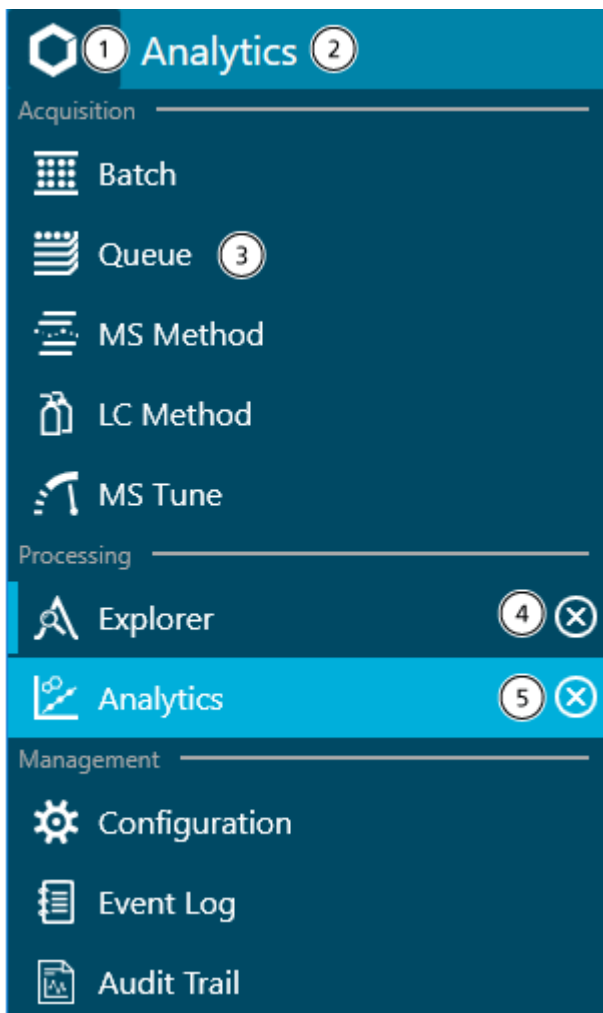 1 Analytics 2
Acquisition
Batch
Queue 3
MS Method
LC Method
MS Tune
Processing
Explorer 4
Analytics 5
Management
Configuration
Event Log
Audit Trail